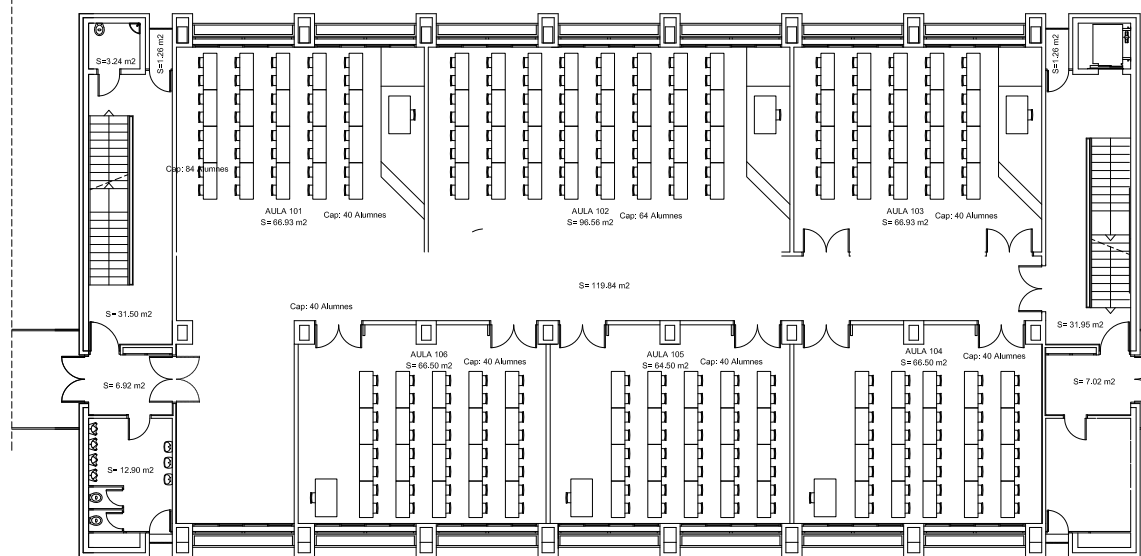 S=3.24 m2
S=1.26 m2
S=1.26 m2
Cap: 84 Alumnes
AULA 101
S= 66.93 m2
Cap: 40 Alumnes
AULA 102
S= 96.56 m2
Cap: 64 Alumnes
AULA 103
S= 66.93 m2
Cap: 40 Alumnes
S= 119.84 m2
Cap: 40 Alumnes
S= 31.50 m2
S= 31.95 m2
AULA 106
S= 66.50 m2
Cap: 40 Alumnes
AULA 105
S= 64.50 m2
Cap: 40 Alumnes
AULA 104
S= 66.50 m2
Cap: 40 Alumnes
S= 6.92 m2
S= 7.02 m2
S= 12.90 m2